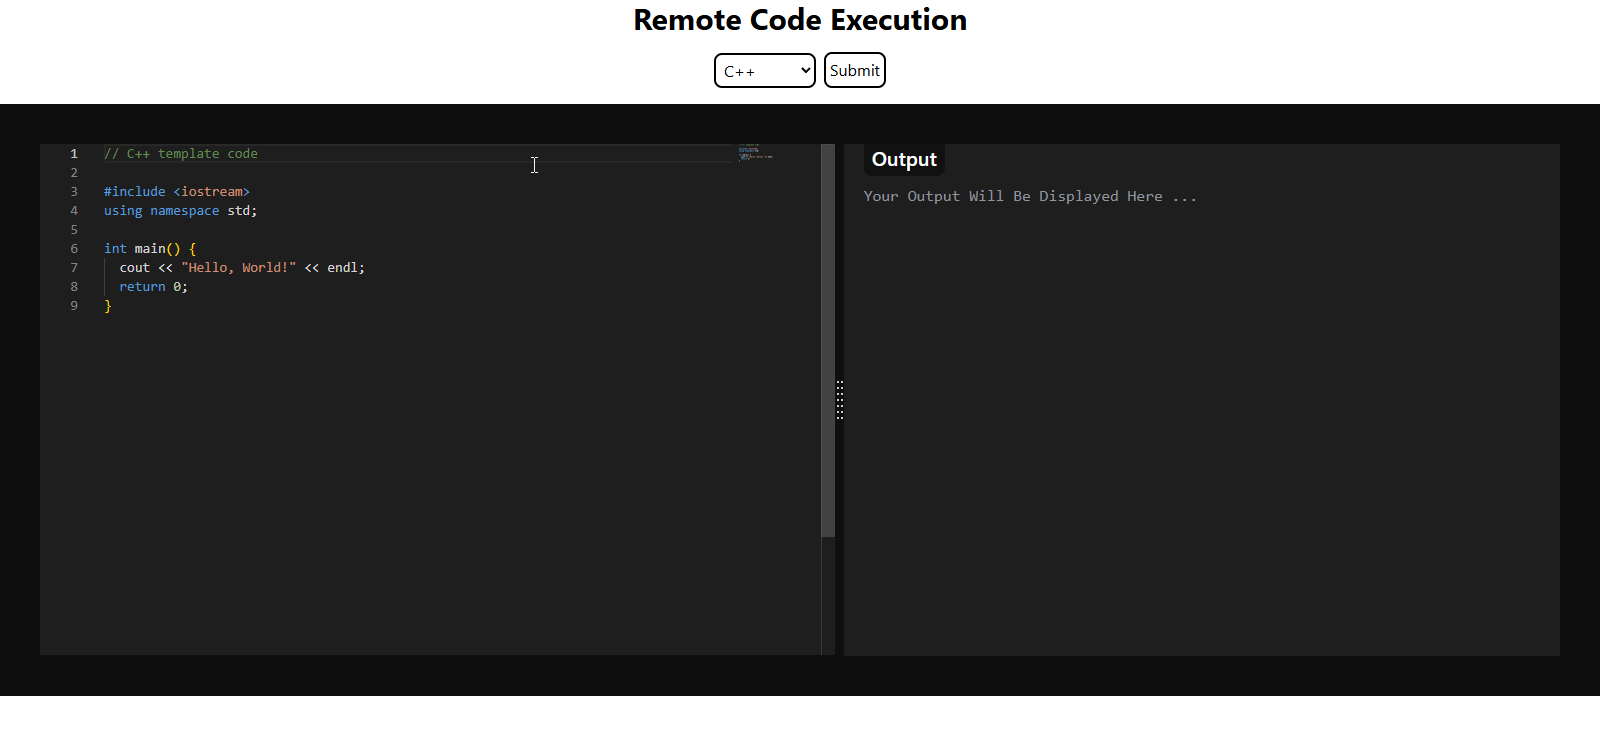 Remote Code Execution
C++ Submit
1 // C++ template code
2
3 #include <iostream>
4 using namespace std;
5
6 int main() {
7 cout << "Hello, World!" << endl;
8 return 0;
9 }
Output
Your Output Will Be Displayed Here ...